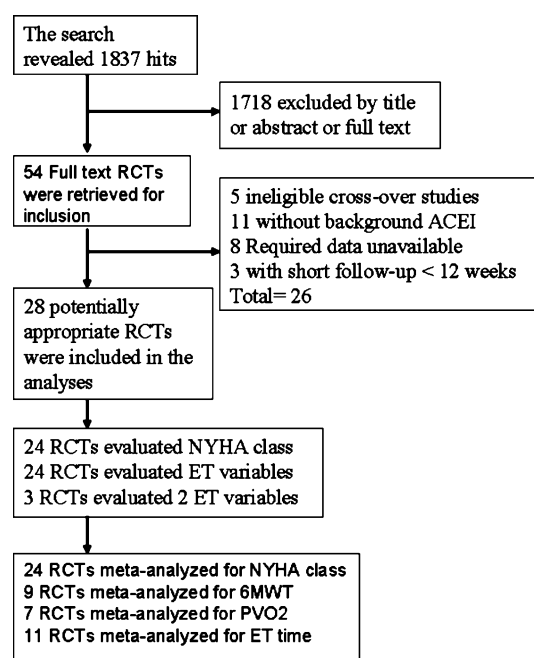 The search
revealed 1837 hits
1718 excluded by title
or abstract or full text
54 Full text RCTs
were retrieved for
inclusion
5 ineligible cross-over studies
11 without background ACEI
8 Required data unavailable
3 with short follow-up < 12 weeks
Total= 26
28 potentially
appropriate RCTs
were included in the
analyses
24 RCTs evaluated NYHA class
24 RCTs evaluated ET variables
3 RCTs evaluated 2 ET variables
24 RCTs meta-analyzed for NYHA class
9 RCTs meta-analyzed for 6MWT
7 RCTs meta-analyzed for PVO2
11 RCTs meta-analyzed for ET time